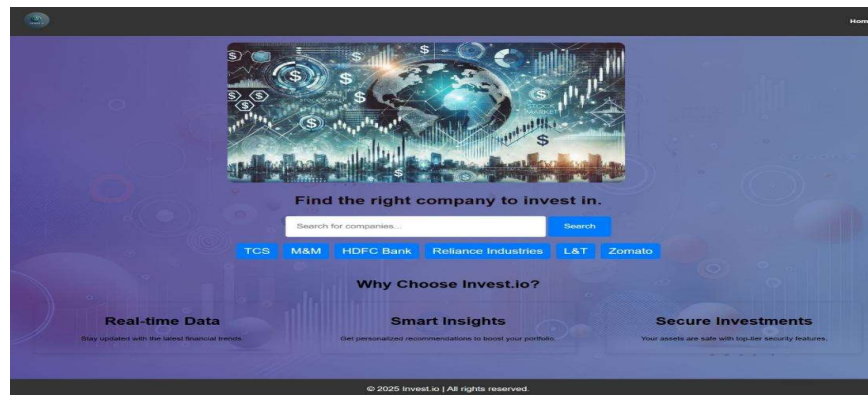 Hom
STOCK
MARKET
Find the right company to invest in.
Search for companies...
Search
TCS M&M HDFC Bank Reliance Industries L&T Zomato
Why Choose Invest.io?
Real-time Data Smart Insights Secure Investments
Stay updated with the latest financial trends. Get personalized recommendations to boost your portfolio. Your assets are safe with top-tier security features.
© 2025 Invest.io | All rights reserved.